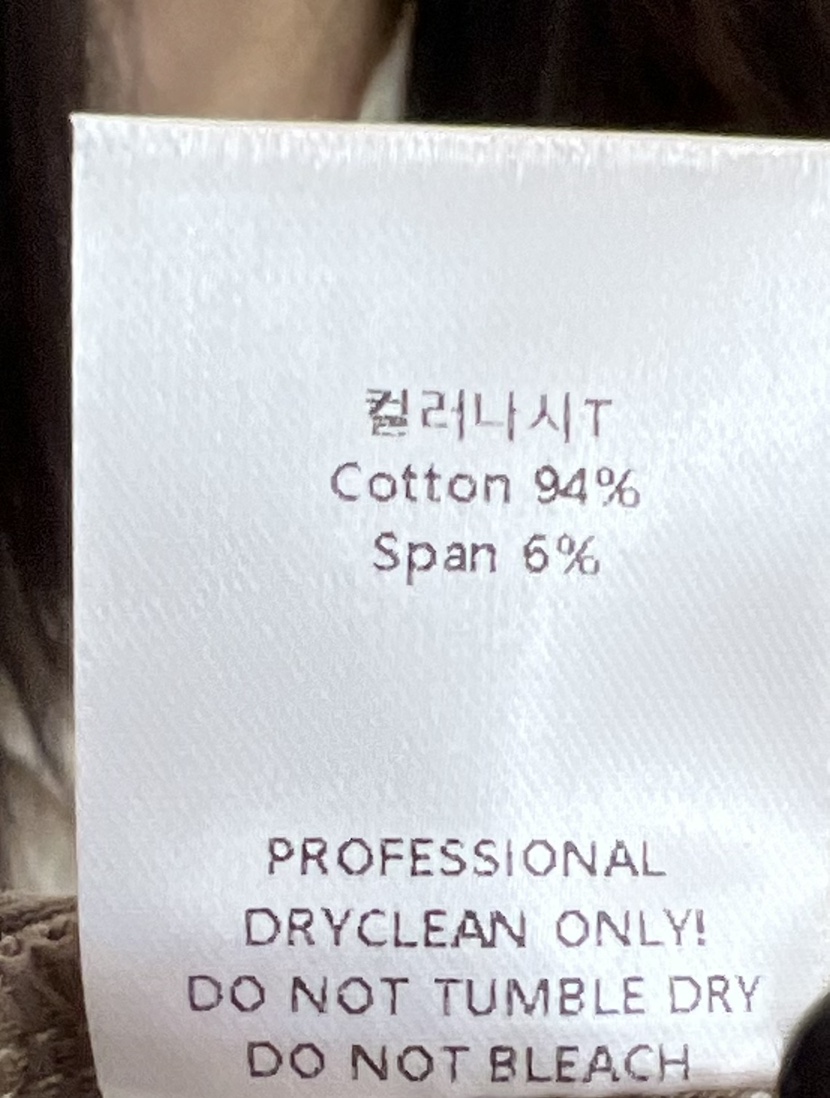 컬러나시T
Cotton 94%
Span 6%
PROFESSIONAL
DRYCLEAN ONLY!
DO NOT TUMBLE DRY
DO NOT BLEACH